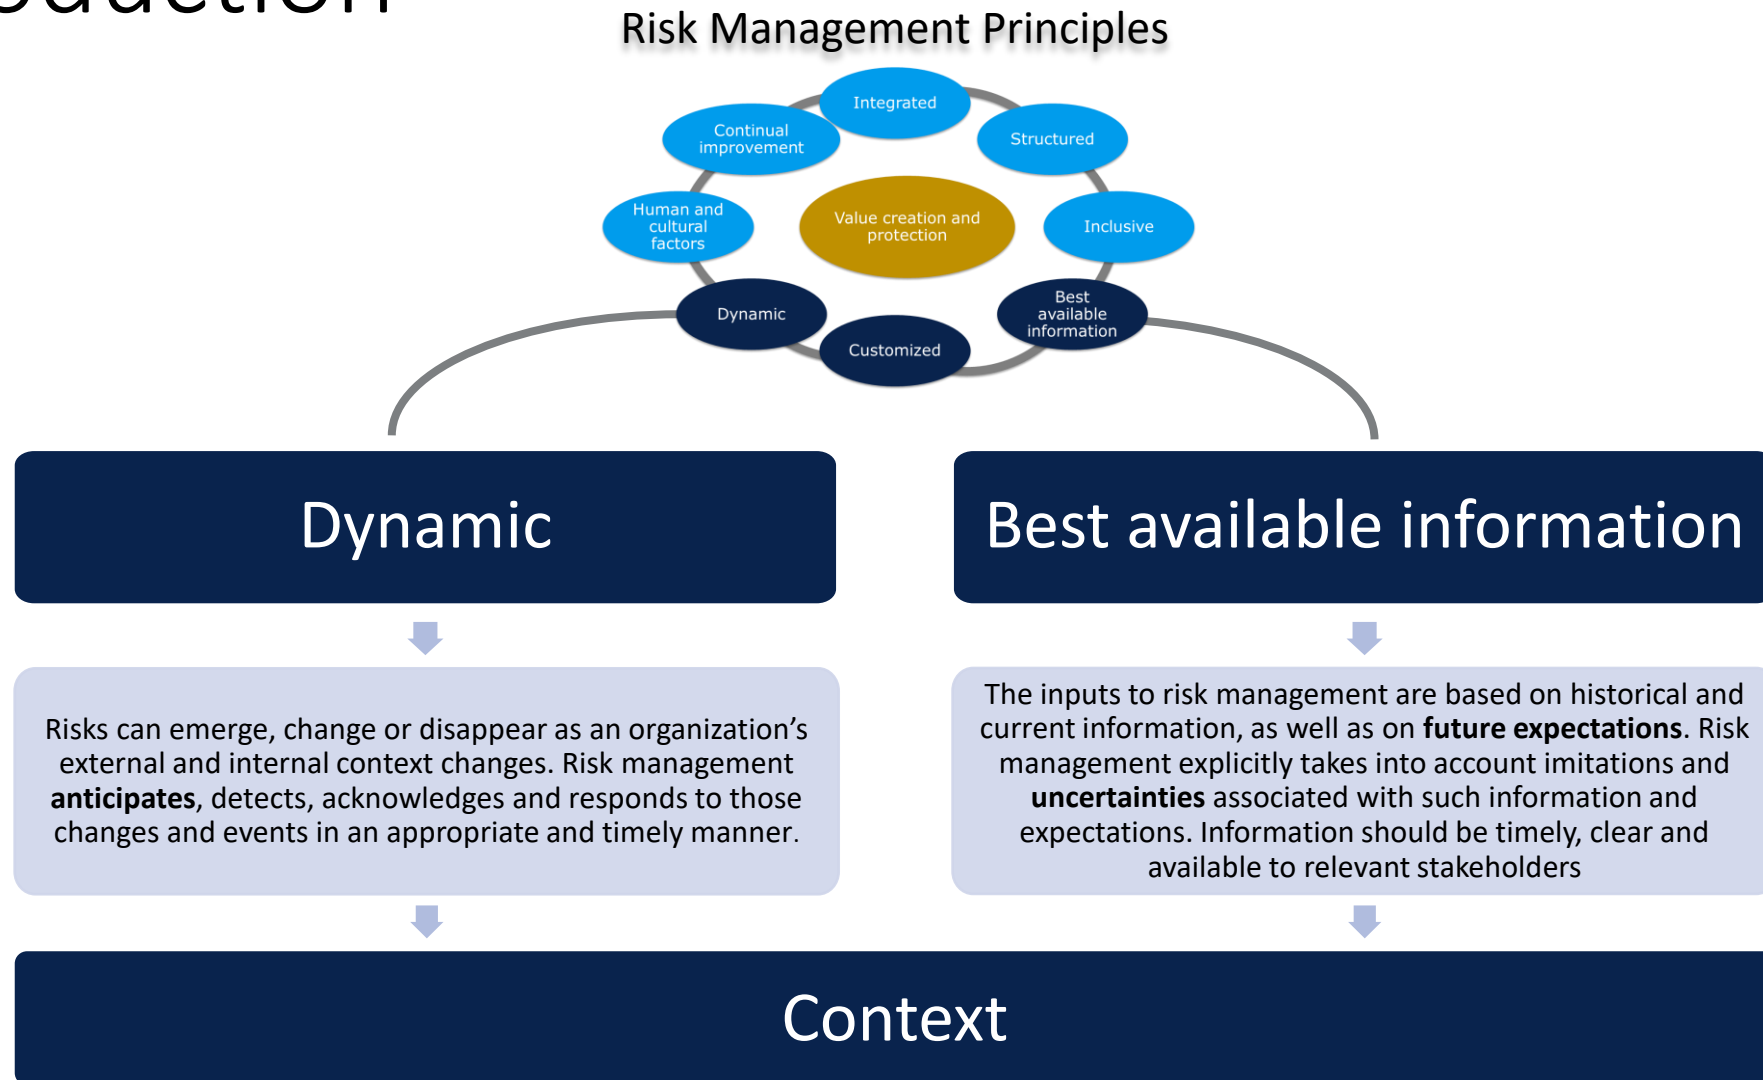 Risk Management Principles
Integrated
Continual
improvement
Structured
Human and
cultural
factors
Value creation and
protection
Inclusive
Dynamic
Customized
Best
available
information
Dynamic
Best available information
Risks can emerge, change or disappear as an organization’s
external and internal context changes. Risk management
anticipates, detects, acknowledges and responds to those
changes and events in an appropriate and timely manner.
The inputs to risk management are based on historical and
current information, as well as on future expectations. Risk
management explicitly takes into account imitations and
uncertainties associated with such information and
expectations. Information should be timely, clear and
available to relevant stakeholders
Context